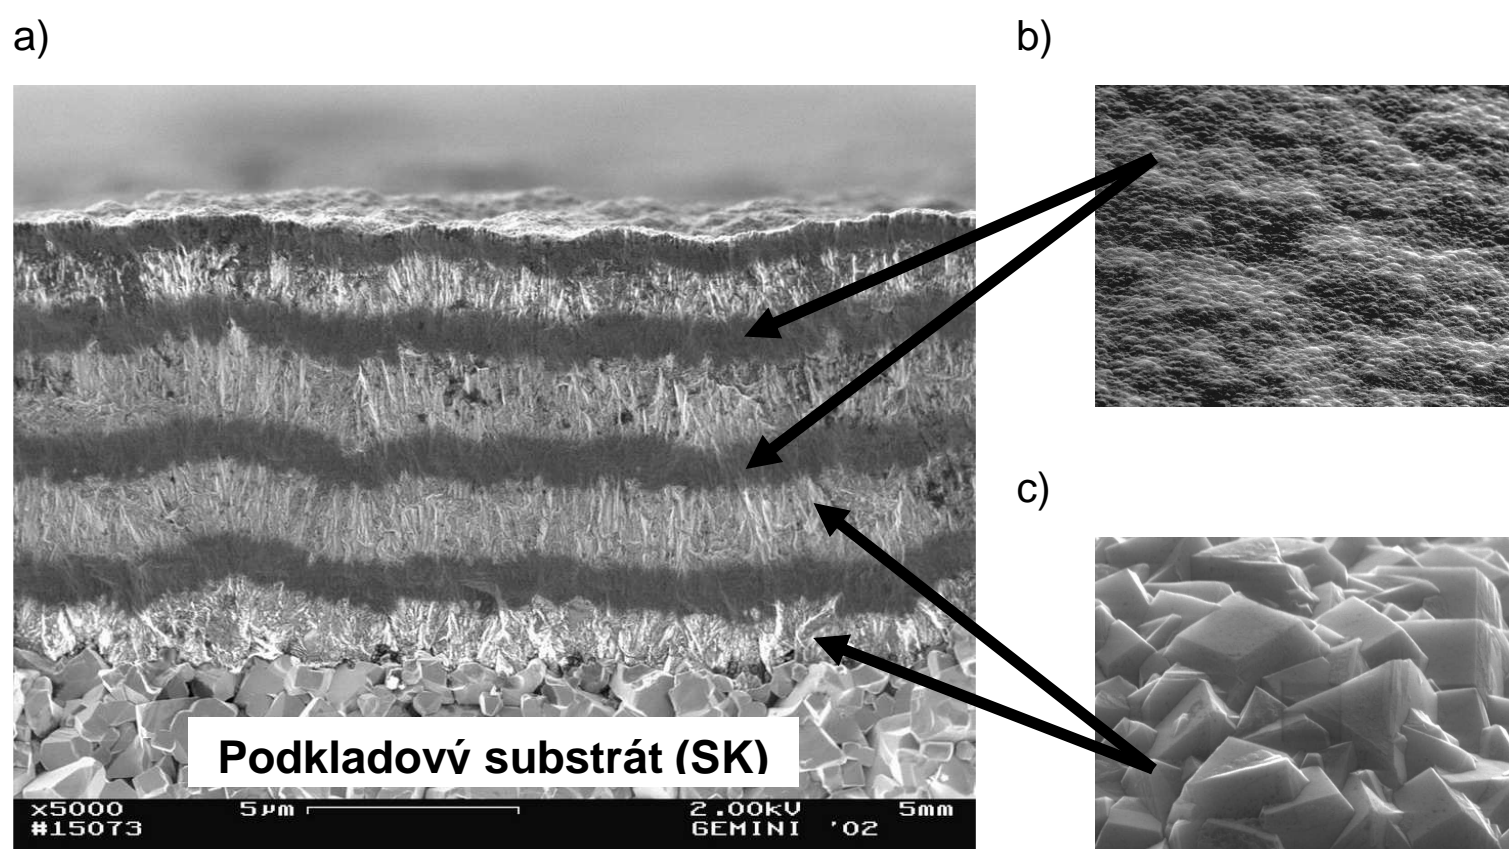 a)
b)
c)
Podkladový substrát (SK)
x5000 5µm 2.00kV 5mm
#15073 GEMINI '02